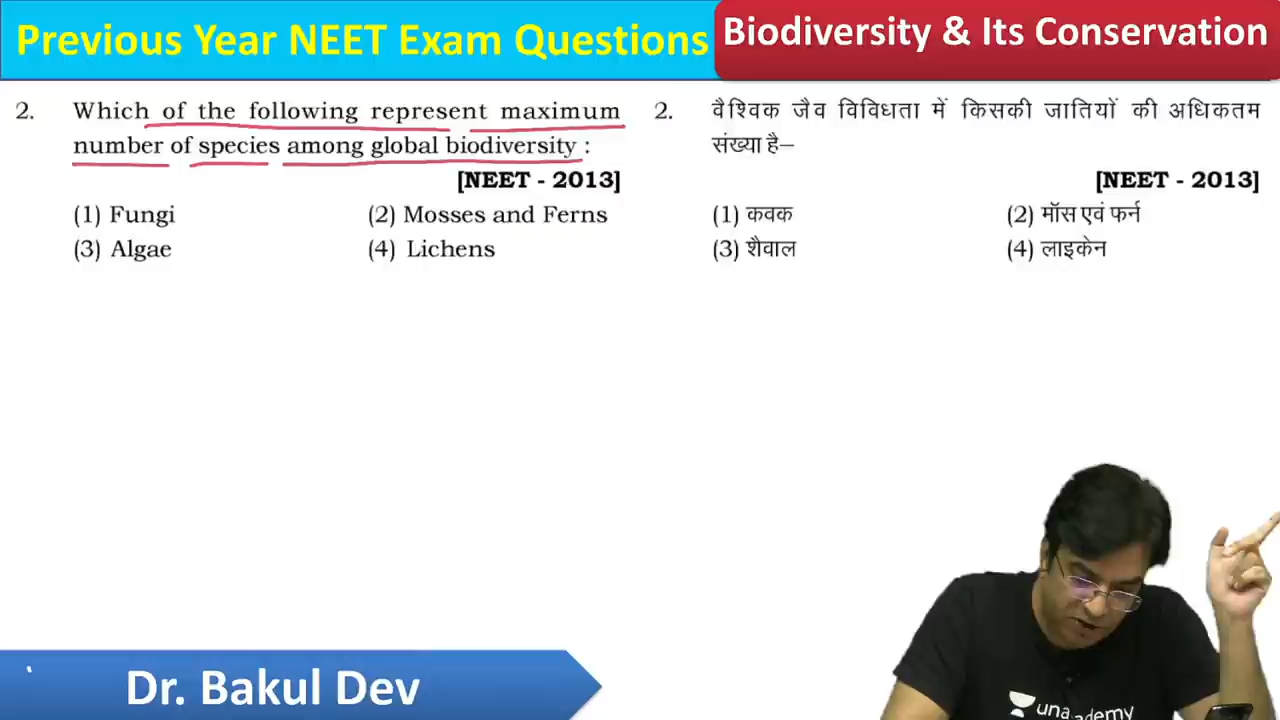 Previous Year NEET Exam Questions
Biodiversity & Its Conservation
2. Which of the following represent maximum
number of species among global biodiversity :
[NEET - 2013]
(1) Fungi (2) Mosses and Ferns
(3) Algae (4) Lichens
2. वैश्विक जैव विविधता में किसकी जातियों की अधिकतम
संख्या है–
[NEET - 2013]
(1) कवक (2) मॉस एवं फर्न
(3) शैवाल (4) लाइकेन
Dr. Bakul Dev
unacademy